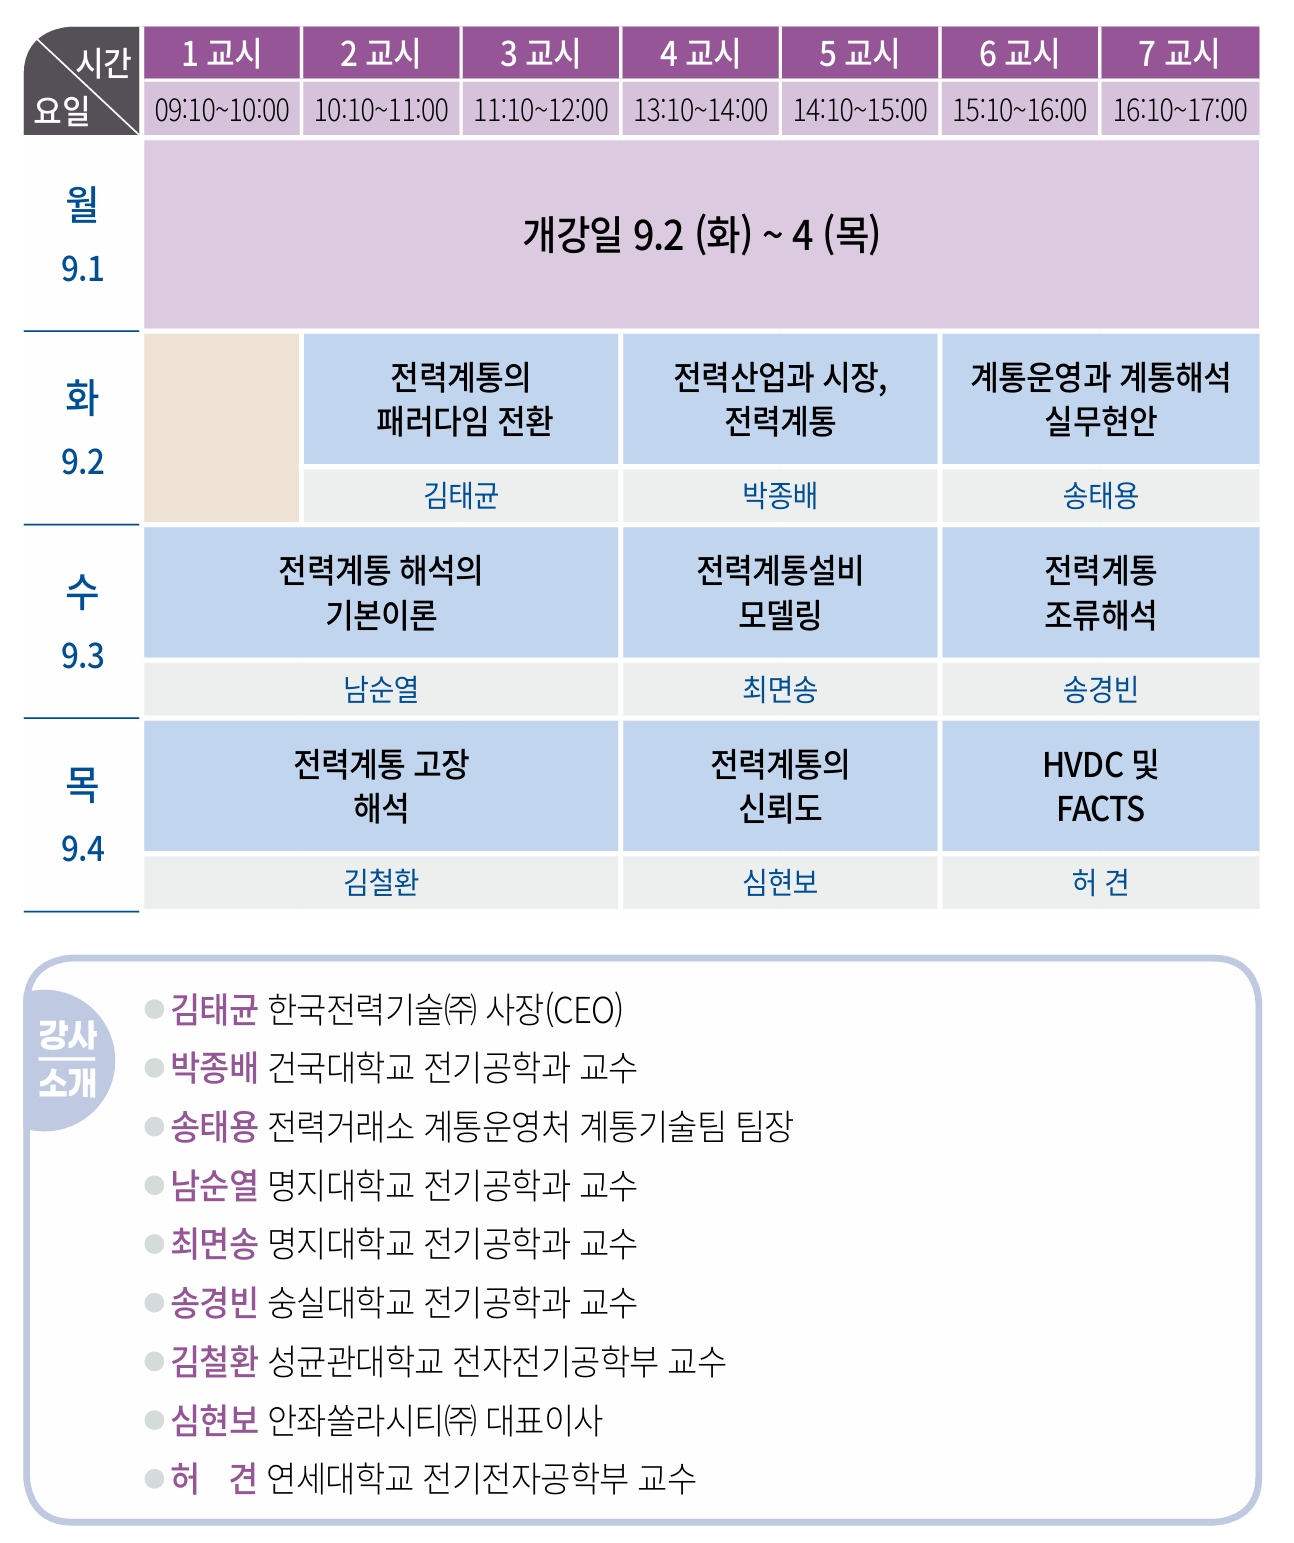 시간
요일
1 교시 2 교시 3 교시 4 교시 5 교시 6 교시 7 교시
09:10~10:00 10:10~11:00 11:10~12:00 13:10~14:00 14:10~15:00 15:10~16:00 16:10~17:00
월
9.1
개강일 9.2 (화) ~ 4 (목)
화
9.2
전력계통의
패러다임 전환
김태균
전력산업과 시장,
전력계통
박종배
계통운영과 계통해석
실무현안
송태용
수
9.3
전력계통 해석의
기본이론
남순열
전력계통설비
모델링
최면송
전력계통
조류해석
송경빈
목
9.4
전력계통 고장
해석
김철환
전력계통의
신뢰도
심현보
HVDC 및
FACTS
허 견
강사
소개
김태균 한국전력기술㈜ 사장(CEO)
박종배 건국대학교 전기공학과 교수
송태용 전력거래소 계통운영처 계통기술팀 팀장
남순열 명지대학교 전기공학과 교수
최면송 명지대학교 전기공학과 교수
송경빈 숭실대학교 전기공학과 교수
김철환 성균관대학교 전자전기공학부 교수
심현보 안좌쏠라시티㈜ 대표이사
허 견 연세대학교 전기전자공학부 교수